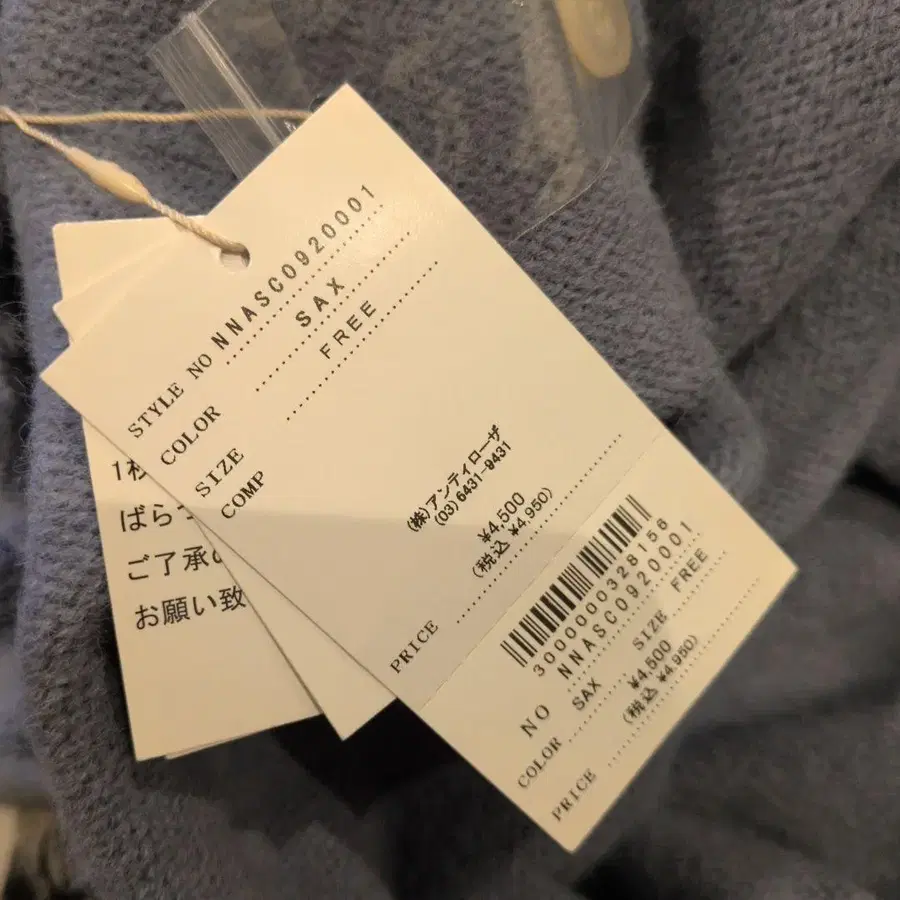 STYLE NO NNASC0920001
COLOR SAX
SIZE FREE
COMP
(株)アンティローザ
(03)6431-9431
¥4,500
(税込 ¥4,950)
PRICE
3000000328156
NO NNASC0920001
COLOR SAX SIZE FREE
¥4,500
(税込 ¥4,950)
PRICE
ばらつ
ご了承の
お願い致